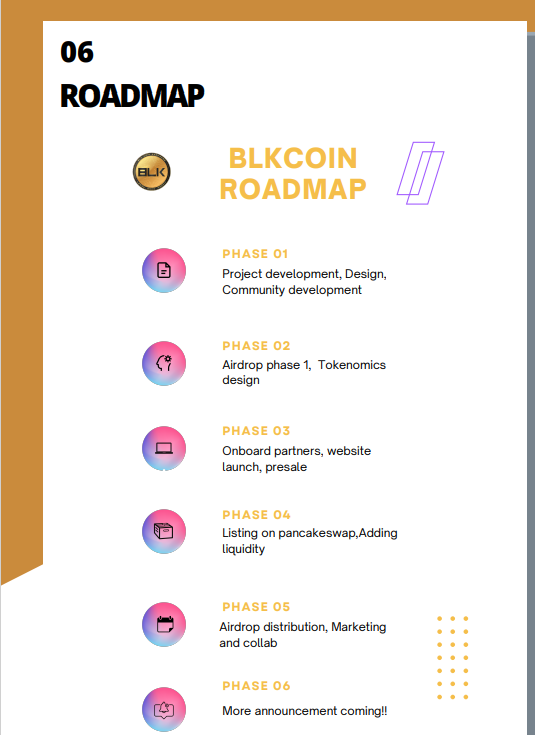 06
ROADMAP
BLK
BLKCOIN
ROADMAP
PHASE 01
Project development, Design,
Community development
PHASE 02
Airdrop phase 1,  Tokenomics
design
PHASE 03
Onboard partners, website
launch, presale
PHASE 04
Listing on pancakeswap,Adding
liquidity
PHASE 05
Airdrop distribution, Marketing
and collab
PHASE 06
More announcement coming!!